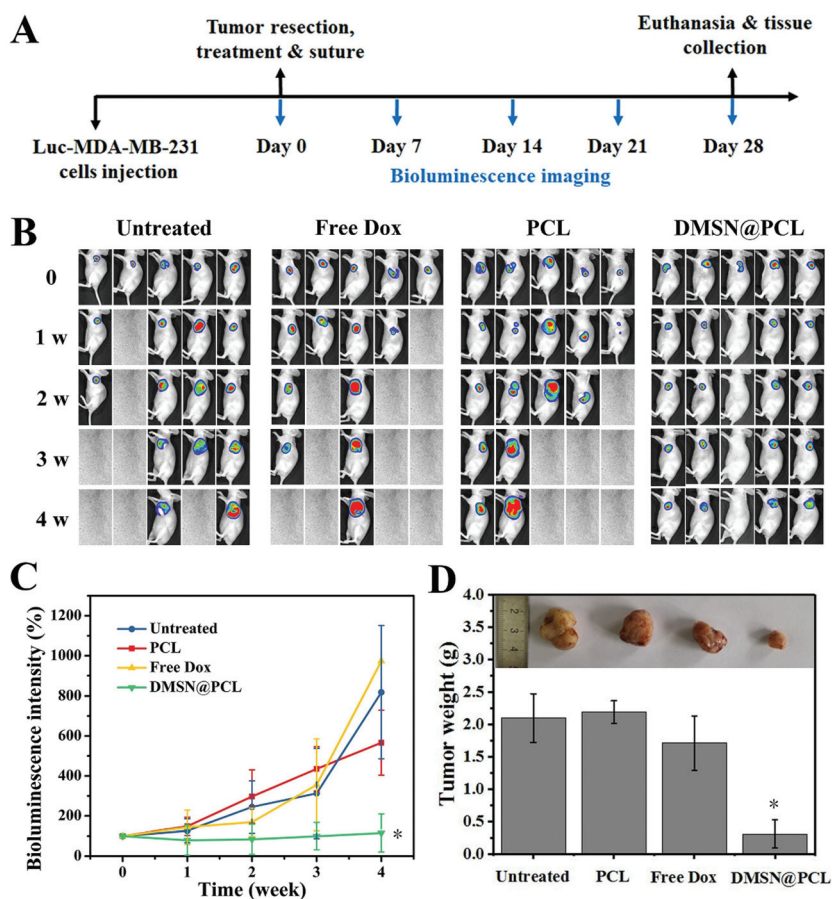 A
Tumor resection,
treatment & suture
Euthanasia & tissue
collection
Luc-MDA-MB-231
cells injection
Day 0
Day 7
Day 14
Day 21
Day 28
Bioluminescence imaging
B
Untreated
Free Dox
PCL
DMSN@PCL
0
1 w
2 w
3 w
4 w
C
1200
1000
800
600
400
200
0
Bioluminescence intensity (%)
Untreated
PCL
Free Dox
DMSN@PCL
*
0
1
2
3
4
Time (week)
D
4.0
3.5
3.0
2.5
2.0
1.5
1.0
0.5
0.0
Tumor weight (g)
2
3
4
*
Untreated
PCL
Free Dox
DMSN@PCL